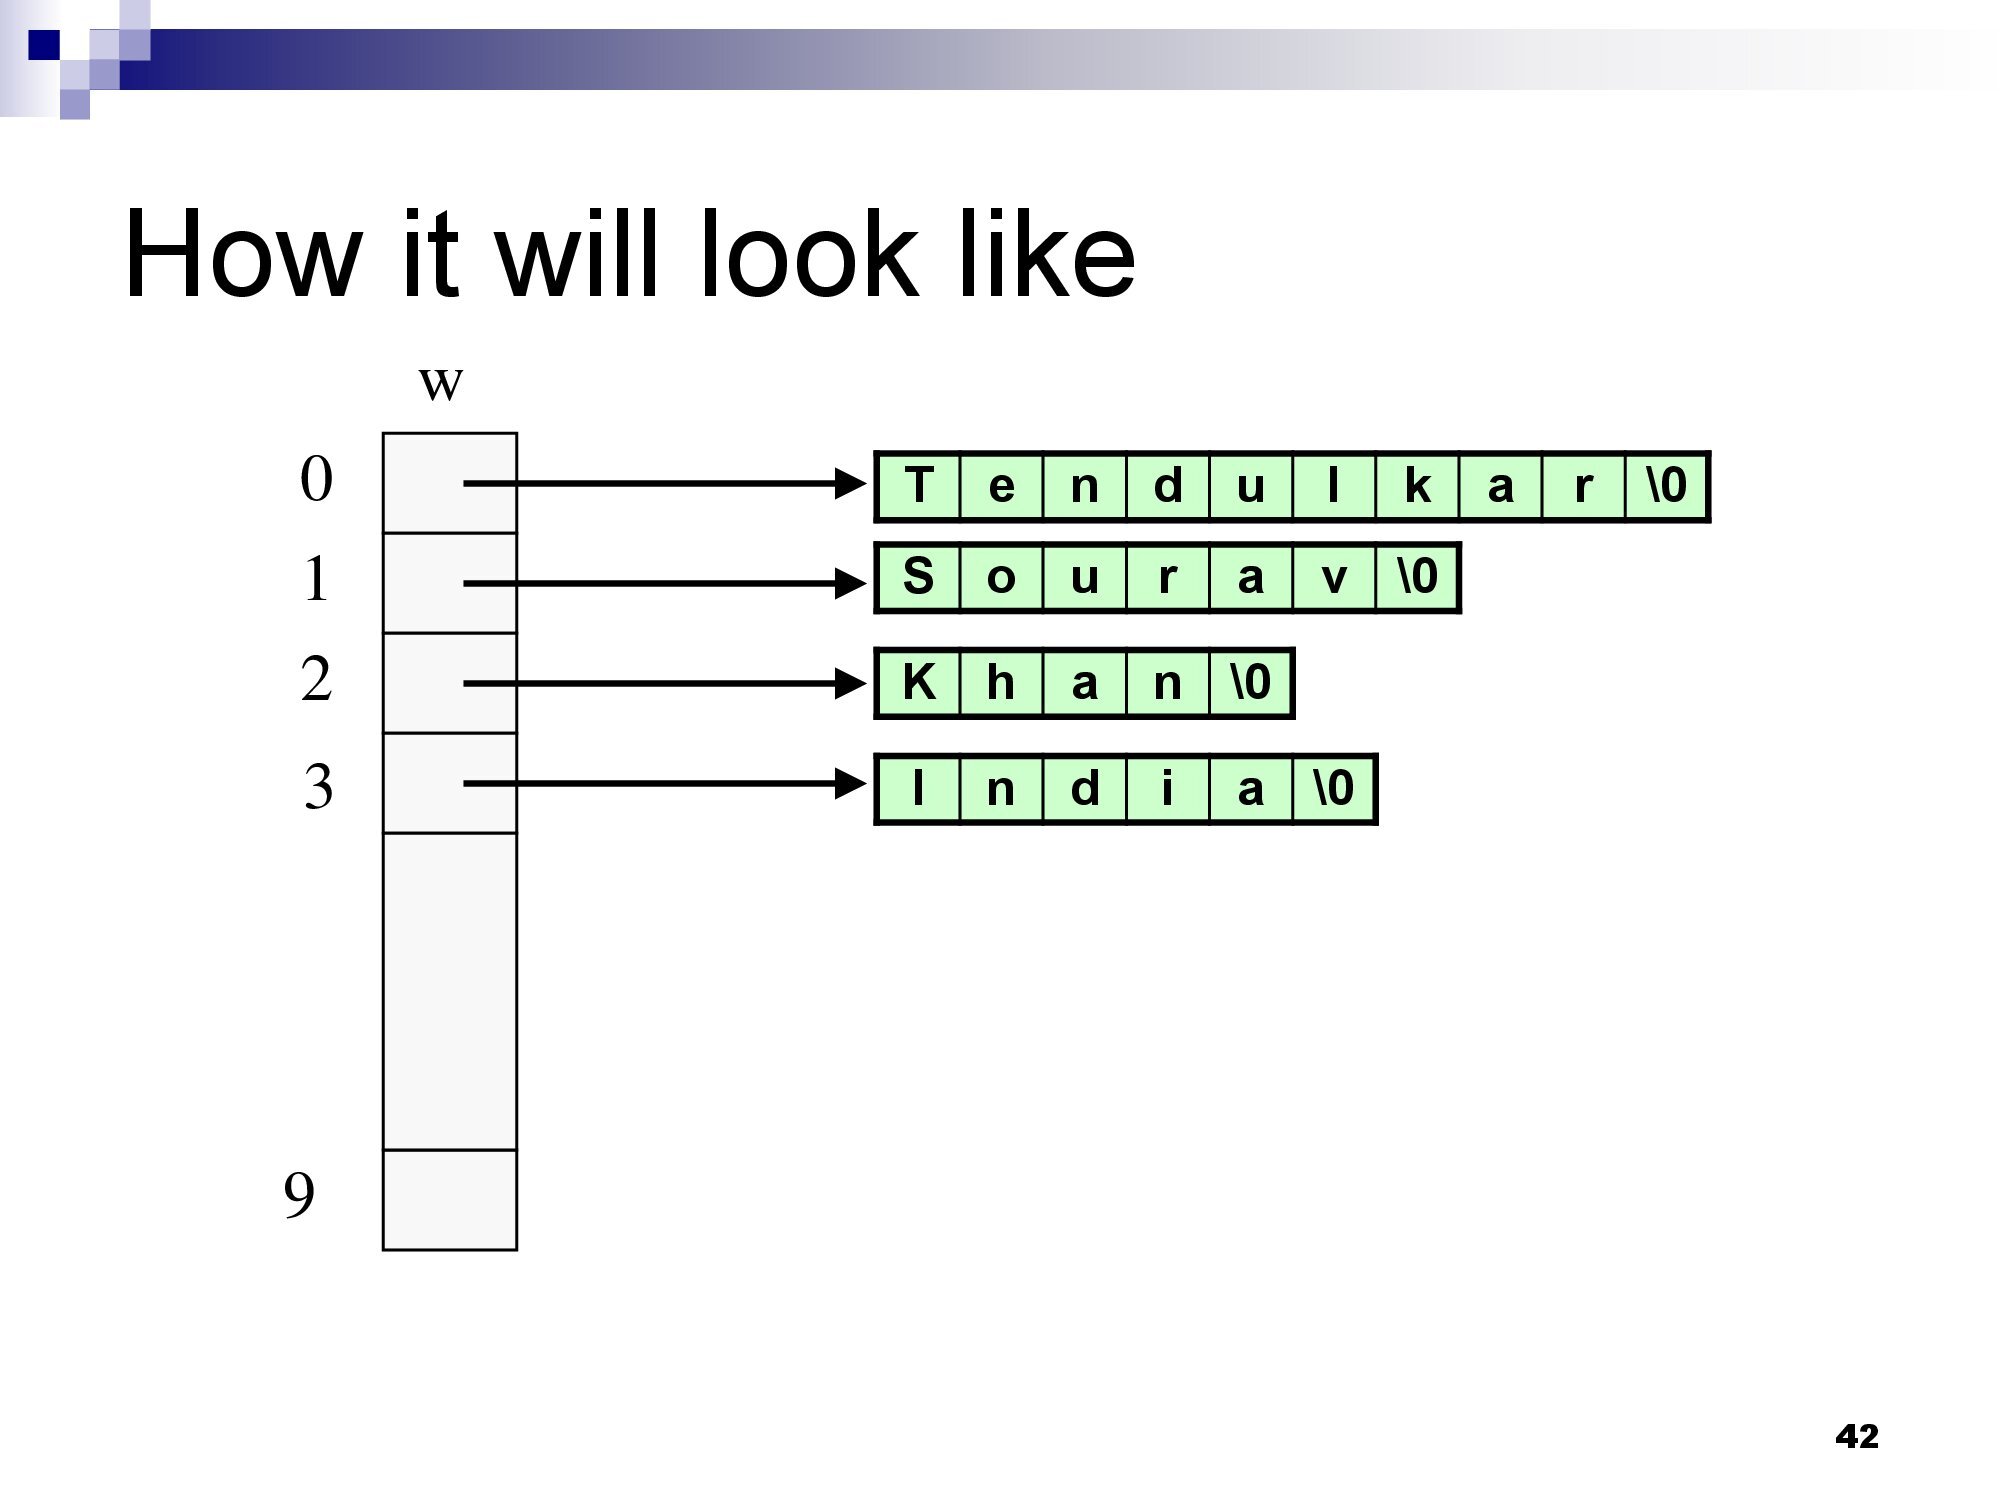 How it will look like
w
0 T e n d u l k a r \0
1 S o u r a v \0
2 K h a n \0
3 I n d i a \0
9
42